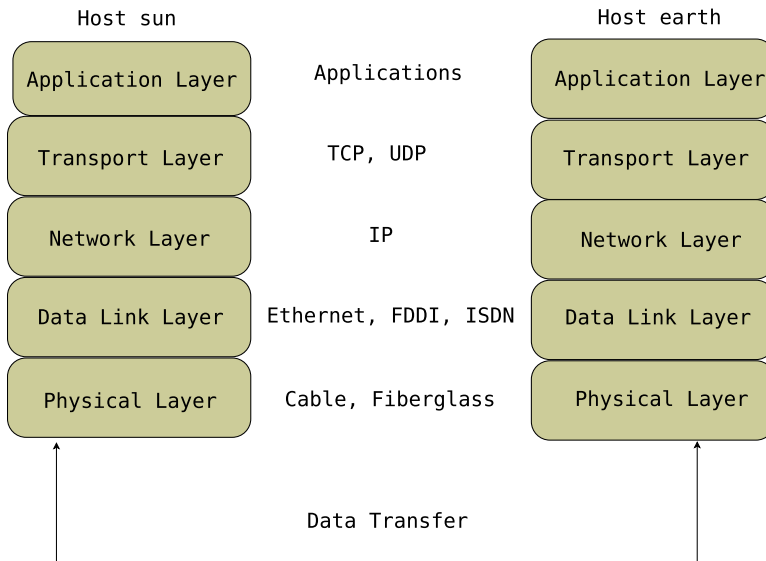 Host sun
Host earth
Application Layer
Applications
Application Layer
Transport Layer
TCP, UDP
Transport Layer
Network Layer
IP
Network Layer
Data Link Layer
Ethernet, FDDI, ISDN
Data Link Layer
Physical Layer
Cable, Fiberglass
Physical Layer
Data Transfer